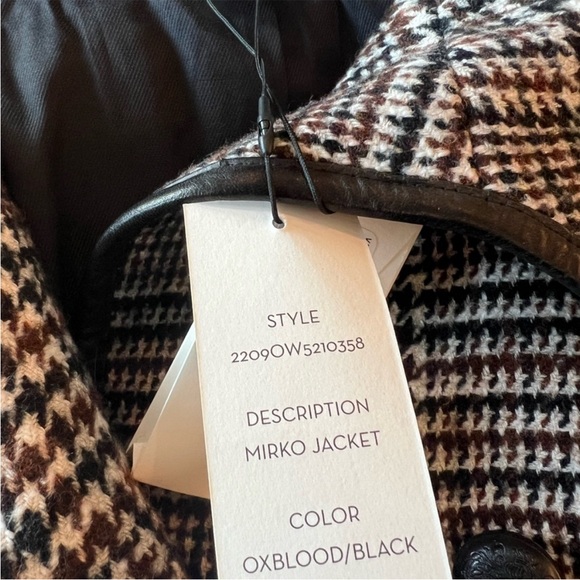 STYLE
2209OW5210358
DESCRIPTION
MIRKO JACKET
COLOR
OXBLOOD/BLACK